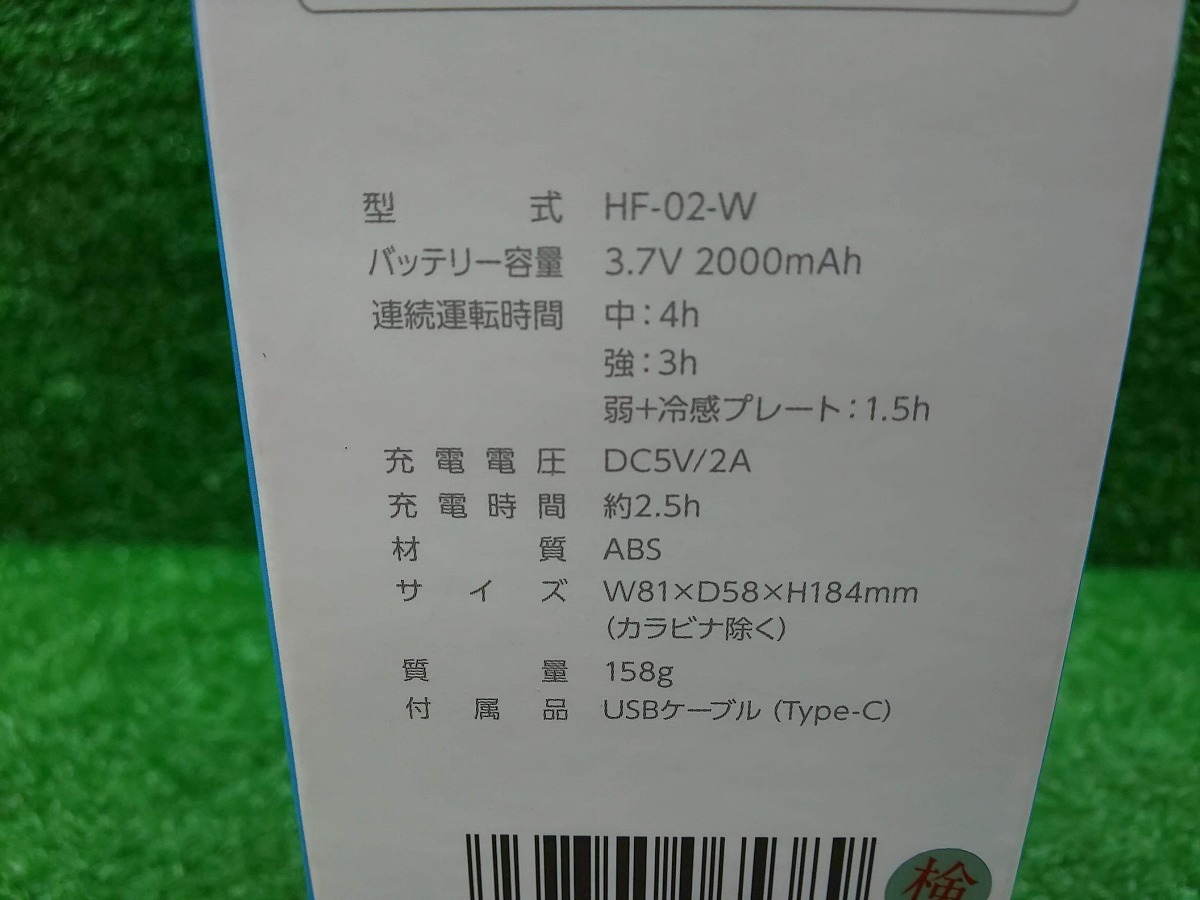 型式 HF-02-W
バッテリー容量 3.7V 2000mAh
連続運転時間 中：4h
強：3h
弱+冷感プレート：1.5h
充電電圧 DC5V/2A
充電時間 約2.5h
材質 ABS
サイズ W81×D58×H184mm
（カラビナ除く）
質量 158g
付属品 USBケーブル（Type-C）
検